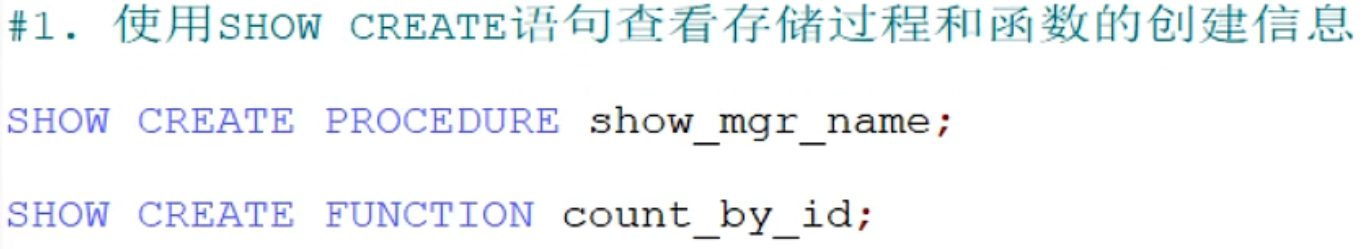 #1. 使用SHOW CREATE语句查看存储过程和函数的创建信息
SHOW CREATE PROCEDURE show_mgr_name;
SHOW CREATE FUNCTION count_by_id;